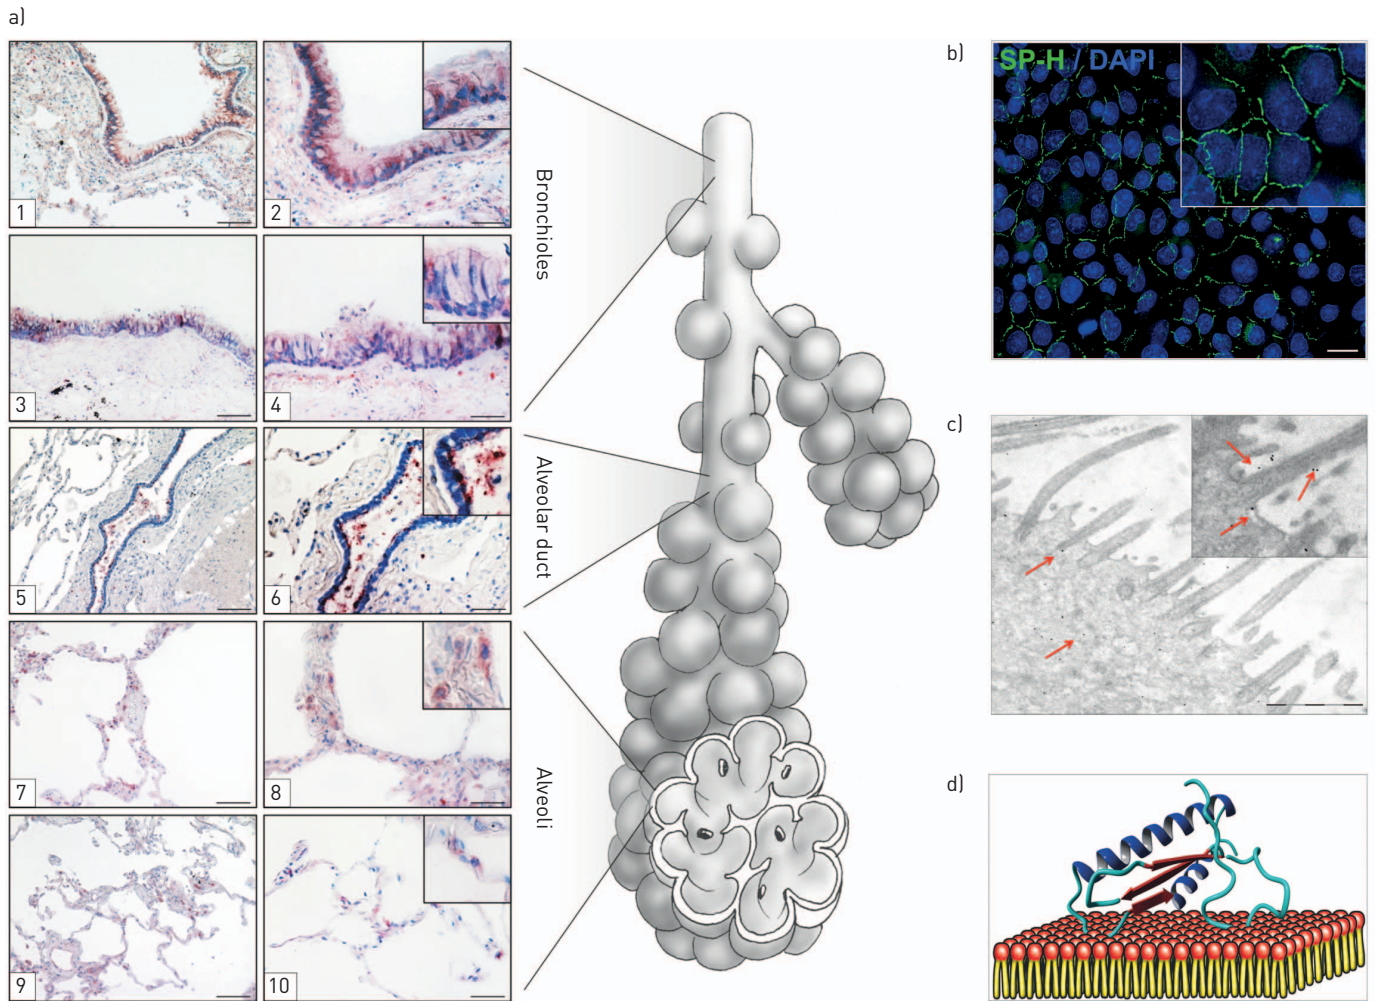 a)
1
2
3
4
5
6
7
8
9
10
Bronchioles
Alveolar duct
Alveoli
b)
SP-H / DAPI
c)
d)